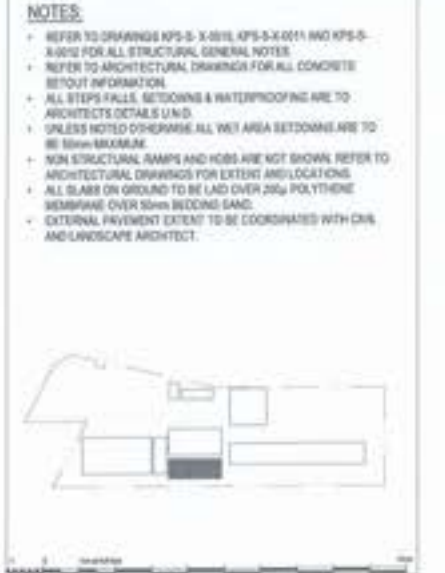 NOTES:
• REFER TO DRAWINGS KPS-S- X-0010, KPS-S-X-0011 AND KPS-S-
X-0012 FOR ALL STRUCTURAL GENERAL NOTES
• REFER TO ARCHITECTURAL DRAWINGS FOR ALL CONCRETE
SETOUT INFORMATION.
• ALL STEPS FALLS, SETDOWNS & WATERPROOFING ARE TO
ARCHITECTS DETAILS U.N.O.
• UNLESS NOTED OTHERWISE ALL WET AREA SETDOWNS ARE TO
BE 50mm MAXIMUM.
• NON STRUCTURAL RAMPS AND HOBS ARE NOT SHOWN. REFER TO
ARCHITECTURAL DRAWINGS FOR EXTENT AND LOCATIONS.
• ALL SLABS ON GROUND TO BE LAID OVER 200µ POLYTHENE
MEMBRANE OVER 50mm BEDDING SAND.
• EXTERNAL PAVEMENT EXTENT TO BE COORDINATED WITH CIVIL
AND LANDSCAPE ARCHITECT.